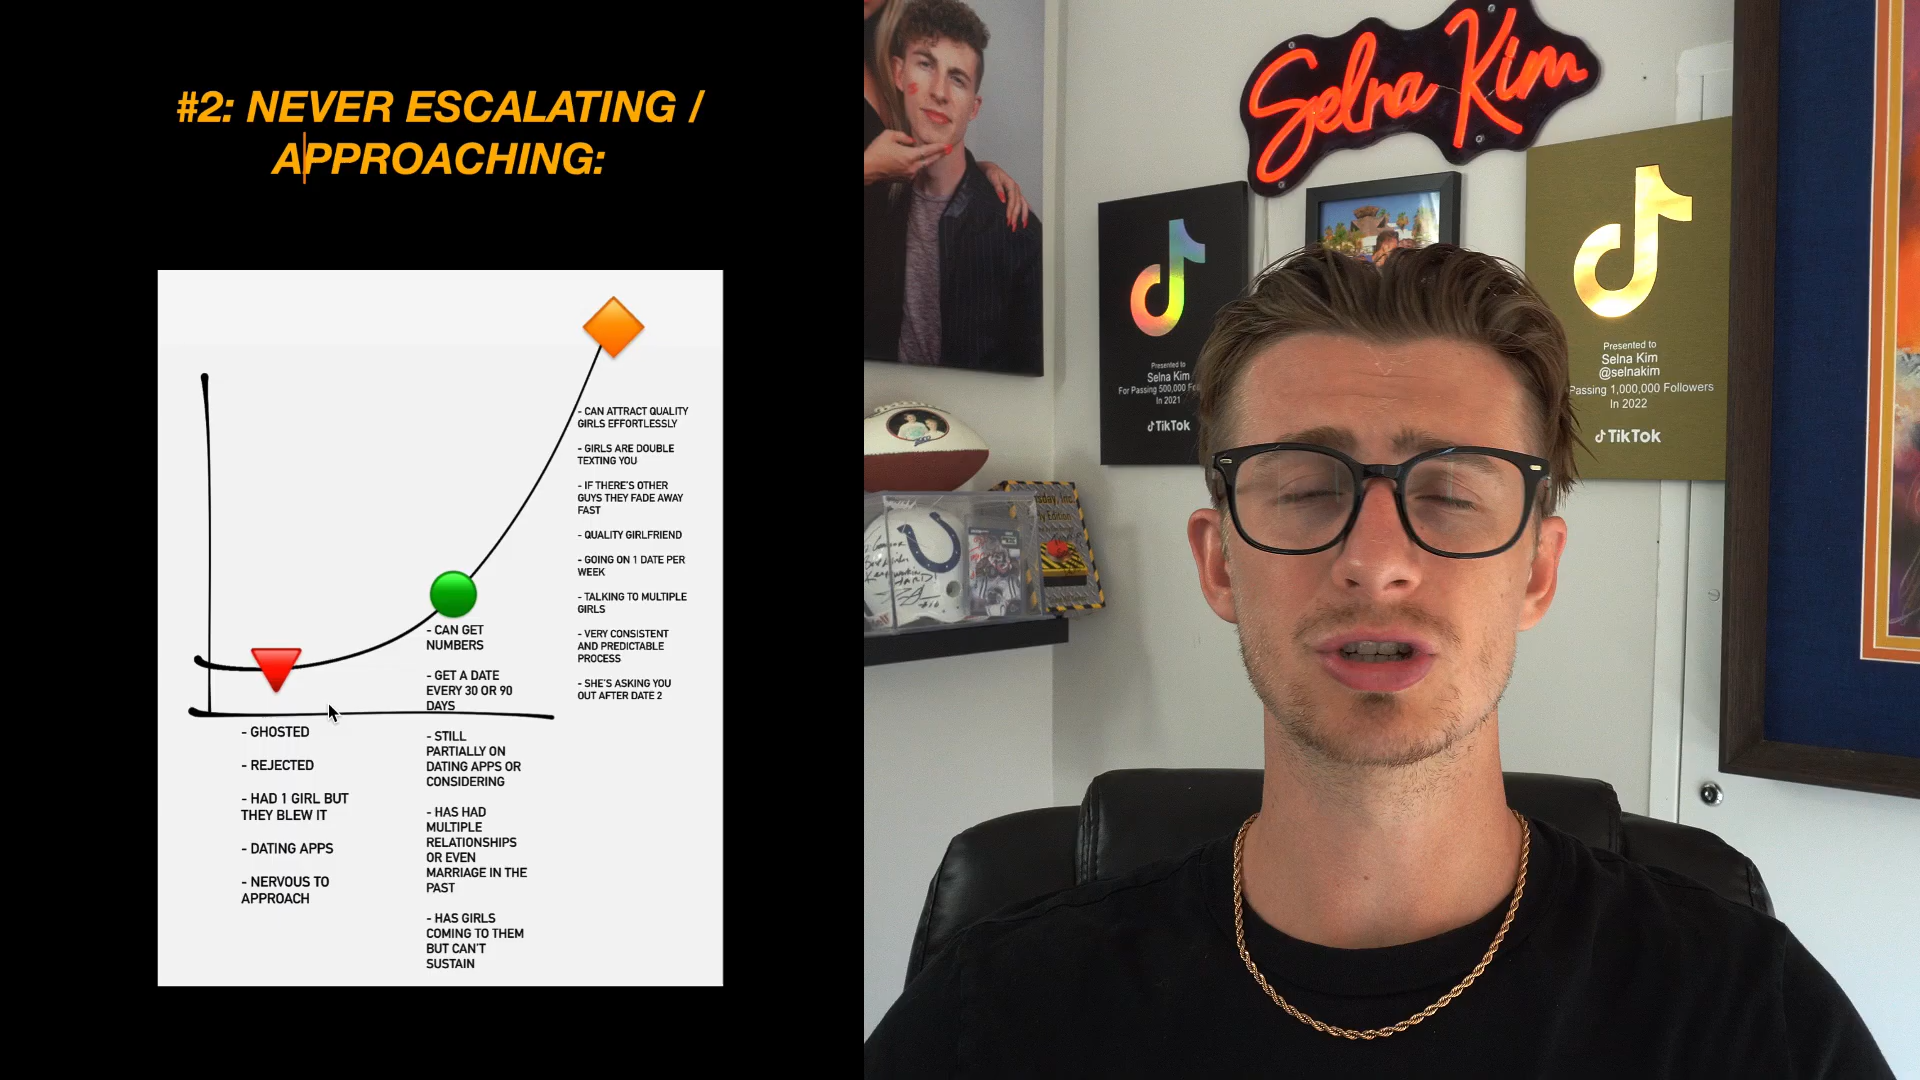 #2: NEVER ESCALATING /
APPROACHING:
- GHOSTED
- REJECTED
- HAD 1 GIRL BUT
THEY BLEW IT
- DATING APPS
- NERVOUS TO
APPROACH
- CAN GET
NUMBERS
- GET A DATE
EVERY 30 OR 90
DAYS
- STILL
PARTIALLY ON
DATING APPS OR
CONSIDERING
- HAS HAD
MULTIPLE
RELATIONSHIPS
OR EVEN
MARRIAGE IN THE
PAST
- HAS GIRLS
COMING TO THEM
BUT CAN'T
SUSTAIN
- CAN ATTRACT QUALITY
GIRLS EFFORTLESSLY
- GIRLS ARE DOUBLE
TEXTING YOU
- IF THERE'S OTHER
GUYS THEY FADE AWAY
FAST
- QUALITY GIRLFRIEND
- GOING ON 1 DATE PER
WEEK
- TALKING TO MULTIPLE
GIRLS
- VERY CONSISTENT
AND PREDICTABLE
PROCESS
- SHE'S ASKING YOU
OUT AFTER DATE 2
Selna Kim
Presented to
Selna Kim
For Passing 500,000
In 2021
TikTok
Presented to
Selna Kim
@selnakim
Passing 1,000,000 Followers
In 2022
TikTok